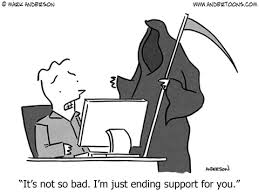 © MARK ANDERSON
WWW.ANDERTOONS.COM
ANDERSON
"It's not so bad. I'm just ending support for you."